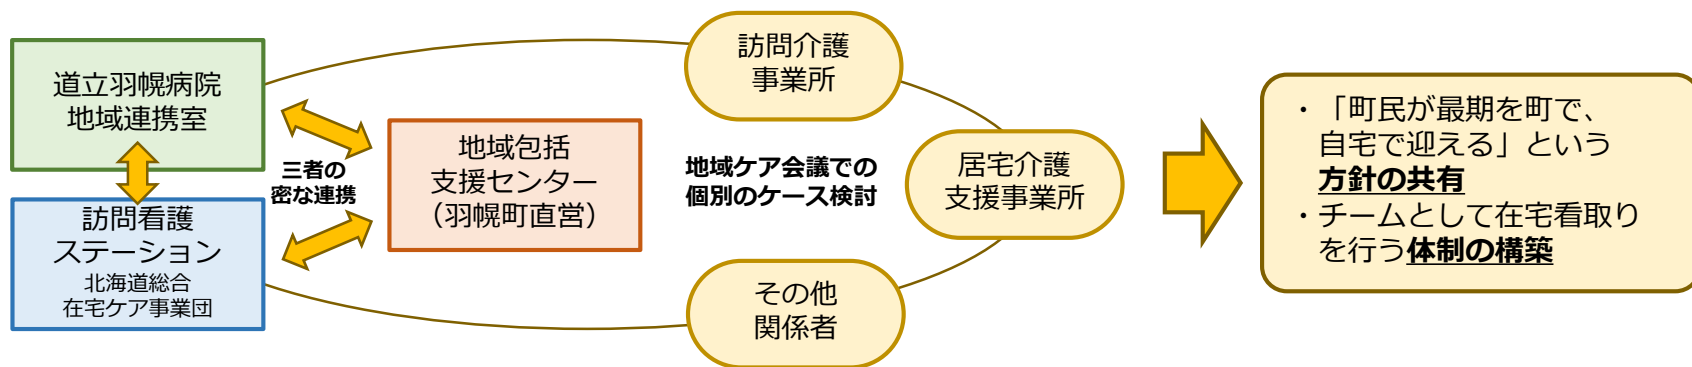 道立羽幌病院
地域連携室
訪問看護
ステーション
北海道総合
在宅ケア事業団
三者の
密な連携
地域包括
支援センター
（羽幌町直営）
訪問介護
事業所
地域ケア会議での
個別のケース検討
居宅介護
支援事業所
その他
関係者
・「町民が最期を町で、
自宅で迎える」という
方針の共有
・チームとして在宅看取り
を行う体制の構築